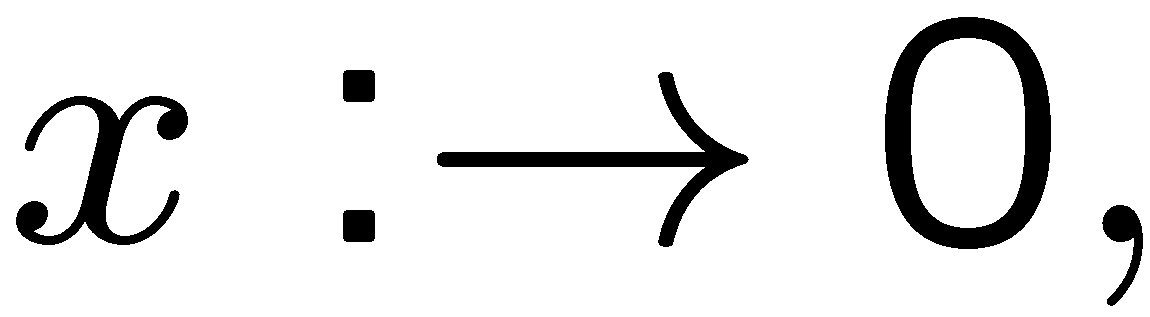 x :→ 0,